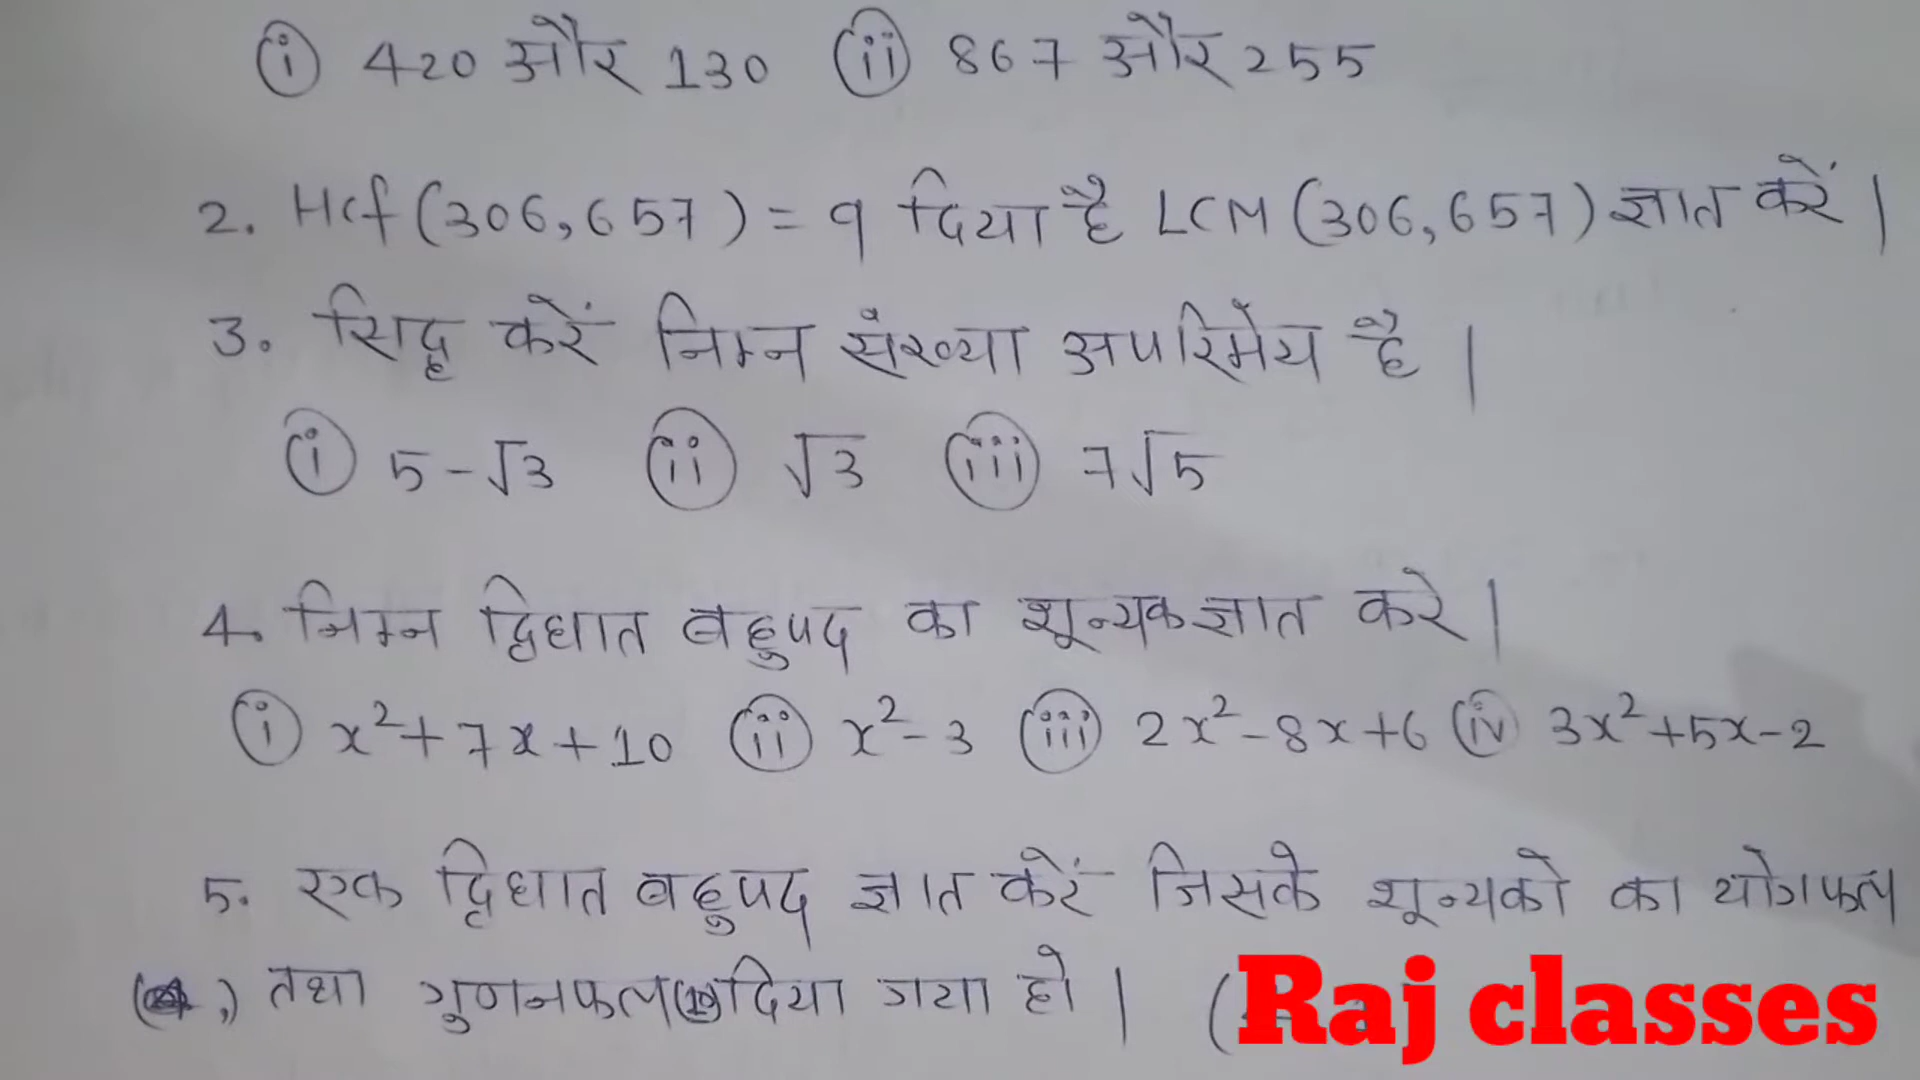 (i) 420 और 130 (ii) 867 और 255
2. Hcf(306,657) = 9 दिया है LCM (306,657) ज्ञात करें |
3. सिद्ध करें निम्न संख्या अपरिमेय है |
(i) 5-√3 (ii) √3 (iii) 7√5
4. निम्न द्विघात बहुपद का शून्यक ज्ञात करे |
(i) x²+7x+10 (ii) x²-3 (iii) 2x²-8x+6 (iv) 3x²+5x-2
5. एक द्विघात बहुपद ज्ञात करें जिसके शून्यको का योगफल
तथा गुणनफल दिया गया हो | (
Raj classes